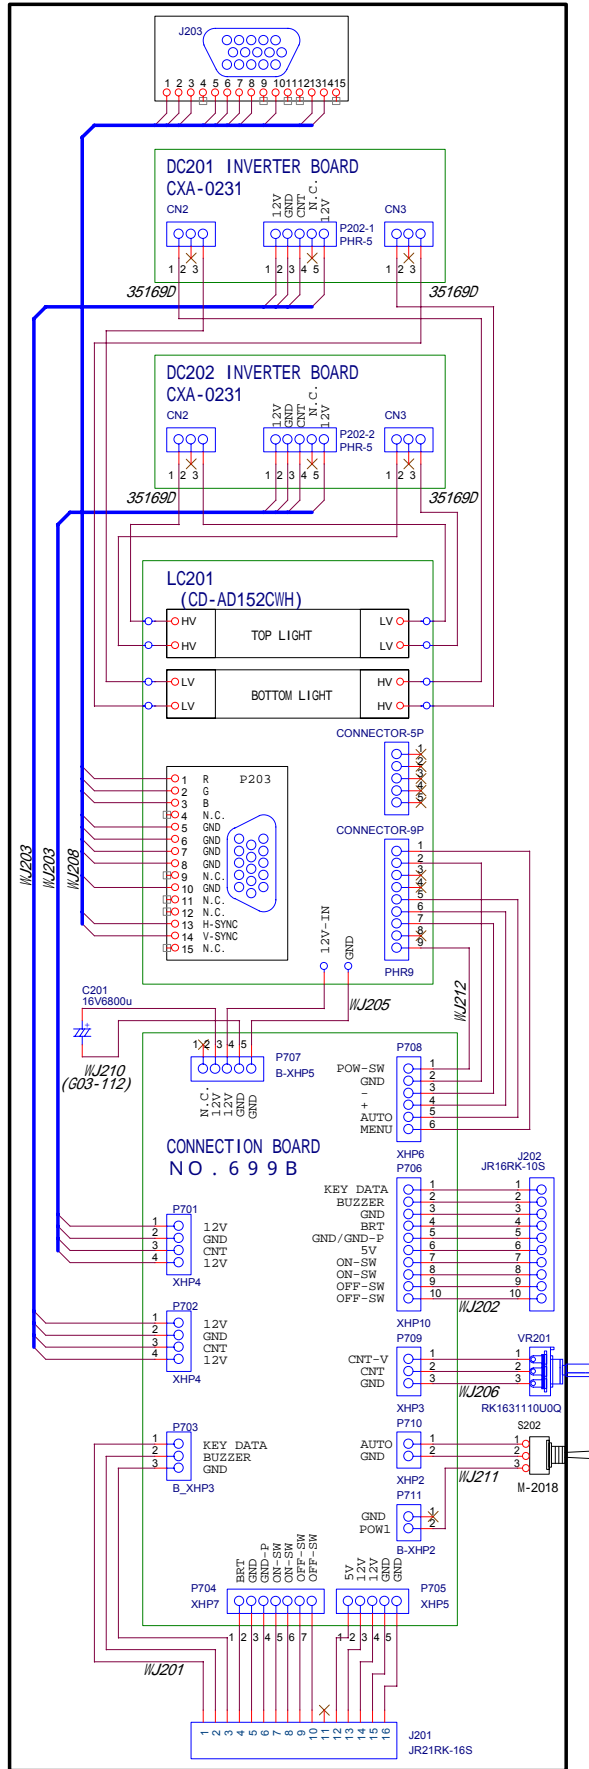 J203
1 2 3 4 5 6 7 8 9 10 11 12 13 14 15
DC201 INVERTER BOARD
CXA-0231
CN2
12V
GND
CNT
N.C.
12V
P202-1
PHR-5
CN3
1 2 3
1 2 3 4 5
1 2 3
35169D
35169D
DC202 INVERTER BOARD
CXA-0231
CN2
12V
GND
CNT
N.C.
12V
P202-2
PHR-5
CN3
1 2 3
1 2 3 4 5
1 2 3
35169D
35169D
LC201
(CD-AD152CWH)
HV
HV
TOP LIGHT
LV
LV
LV
LV
BOTTOM LIGHT
HV
HV
CONNECTOR-5P
1
2
3
4
5
P203
1 R
2 G
3 B
4 N.C.
5 GND
6 GND
7 GND
8 GND
9 N.C.
10 GND
11 N.C.
12 N.C.
13 H-SYNC
14 V-SYNC
15 N.C.
CONNECTOR-9P
1
2
3
4
5
6
7
8
9
PHR9
WJ203
WJ203
WJ208
12V-IN
GND
WJ205
WJ212
C201
16V6800u
+
WJ210
(G03-112)
1 2 3 4 5
P707
B-XHP5
N.C.
12V
12V
GND
GND
P708
POW-SW 1
GND 2
- 3
+ 4
AUTO 5
MENU 6
XHP6
CONNECTION BOARD
NO.699B
P706
J202
JR16RK-10S
KEY DATA 1 1
BUZZER 2 2
GND 3 3
BRT 4 4
GND/GND-P 5 5
5V 6 6
ON-SW 7 7
ON-SW 8 8
OFF-SW 9 9
OFF-SW 10 10
WJ202
XHP10
P701
1 12V
2 GND
3 CNT
4 12V
XHP4
P702
1 12V
2 GND
3 CNT
4 12V
XHP4
P709
VR201
CNT-V 1 1
CNT 2 2
GND 3 3
XHP3
WJ206
RK1631110U0Q
P703
1 KEY DATA
2 BUZZER
3 GND
B_XHP3
P710
S202
AUTO 1 1
GND 2 2
3
XHP2
WJ211
M-2018
P711
GND 1
POW1 2
B-XHP2
P704
XHP7
BRT
GND
GND-P
ON-SW
ON-SW
OFF-SW
OFF-SW
5V
12V
12V
GND
GND
P705
XHP5
1 2 3 4 5 6 7
1 2 3 4 5
WJ201
1 2 3 4 5 6 7 8 9 10 11 12 13 14 15 16
J201
JR21RK-16S